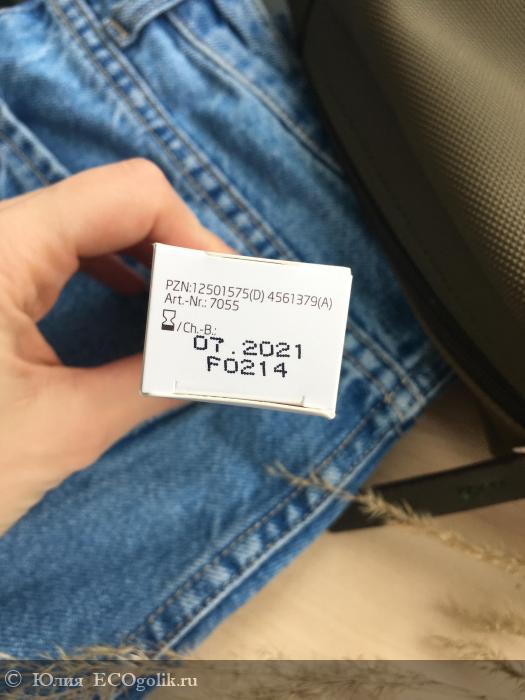 PZN:12501575(D) 4561379(A)
Art.-Nr.: 7055
/Ch.-B.:
07.2021
F0214
© Юлия ECOgolik.ru